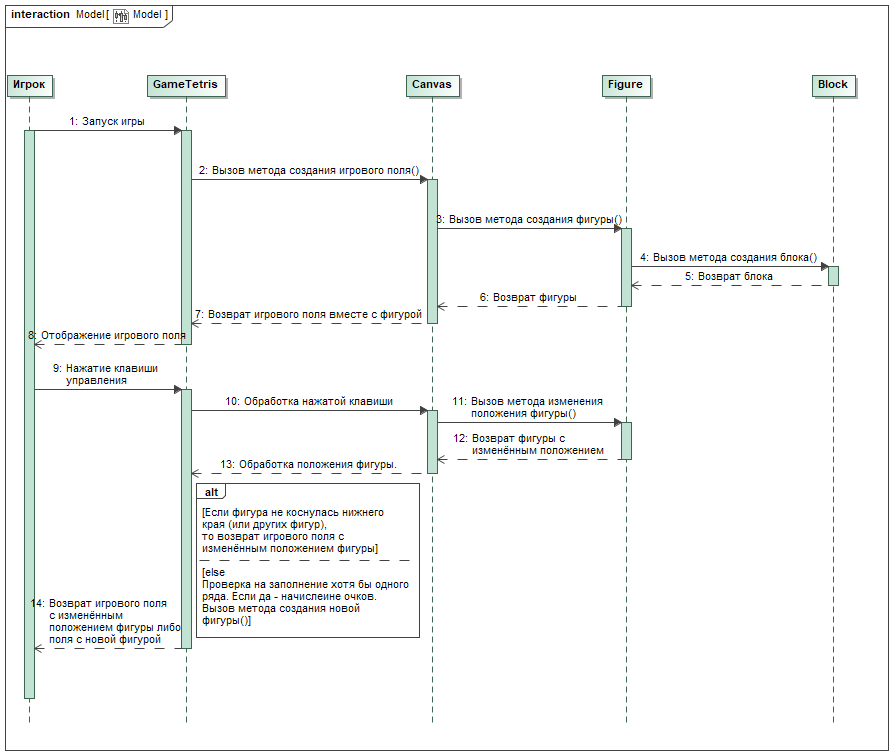 interaction Model[ Model ]
Игрок
GameTetris
Canvas
Figure
Block
1: Запуск игры
2: Вызов метода создания игрового поля()
3: Вызов метода создания фигуры()
4: Вызов метода создания блока()
5: Возврат блока
6: Возврат фигуры
7: Возврат игрового поля вместе с фигурой
8: Отображение игрового поля
9: Нажатие клавиши
управления
10: Обработка нажатой клавиши
11: Вызов метода изменения
положения фигуры()
12: Возврат фигуры с
изменённым положением
13: Обработка положения фигуры.
alt
[Если фигура не коснулась нижнего
края (или других фигур),
то возврат игрового поля с
изменённым положением фигуры]
[else
Проверка на заполнение хотя бы одного
ряда. Если да - начислеине очков.
Вызов метода создания новой
фигуры()]
14: Возврат игрового поля
с изменённым
положением фигуры либо
поля с новой фигурой